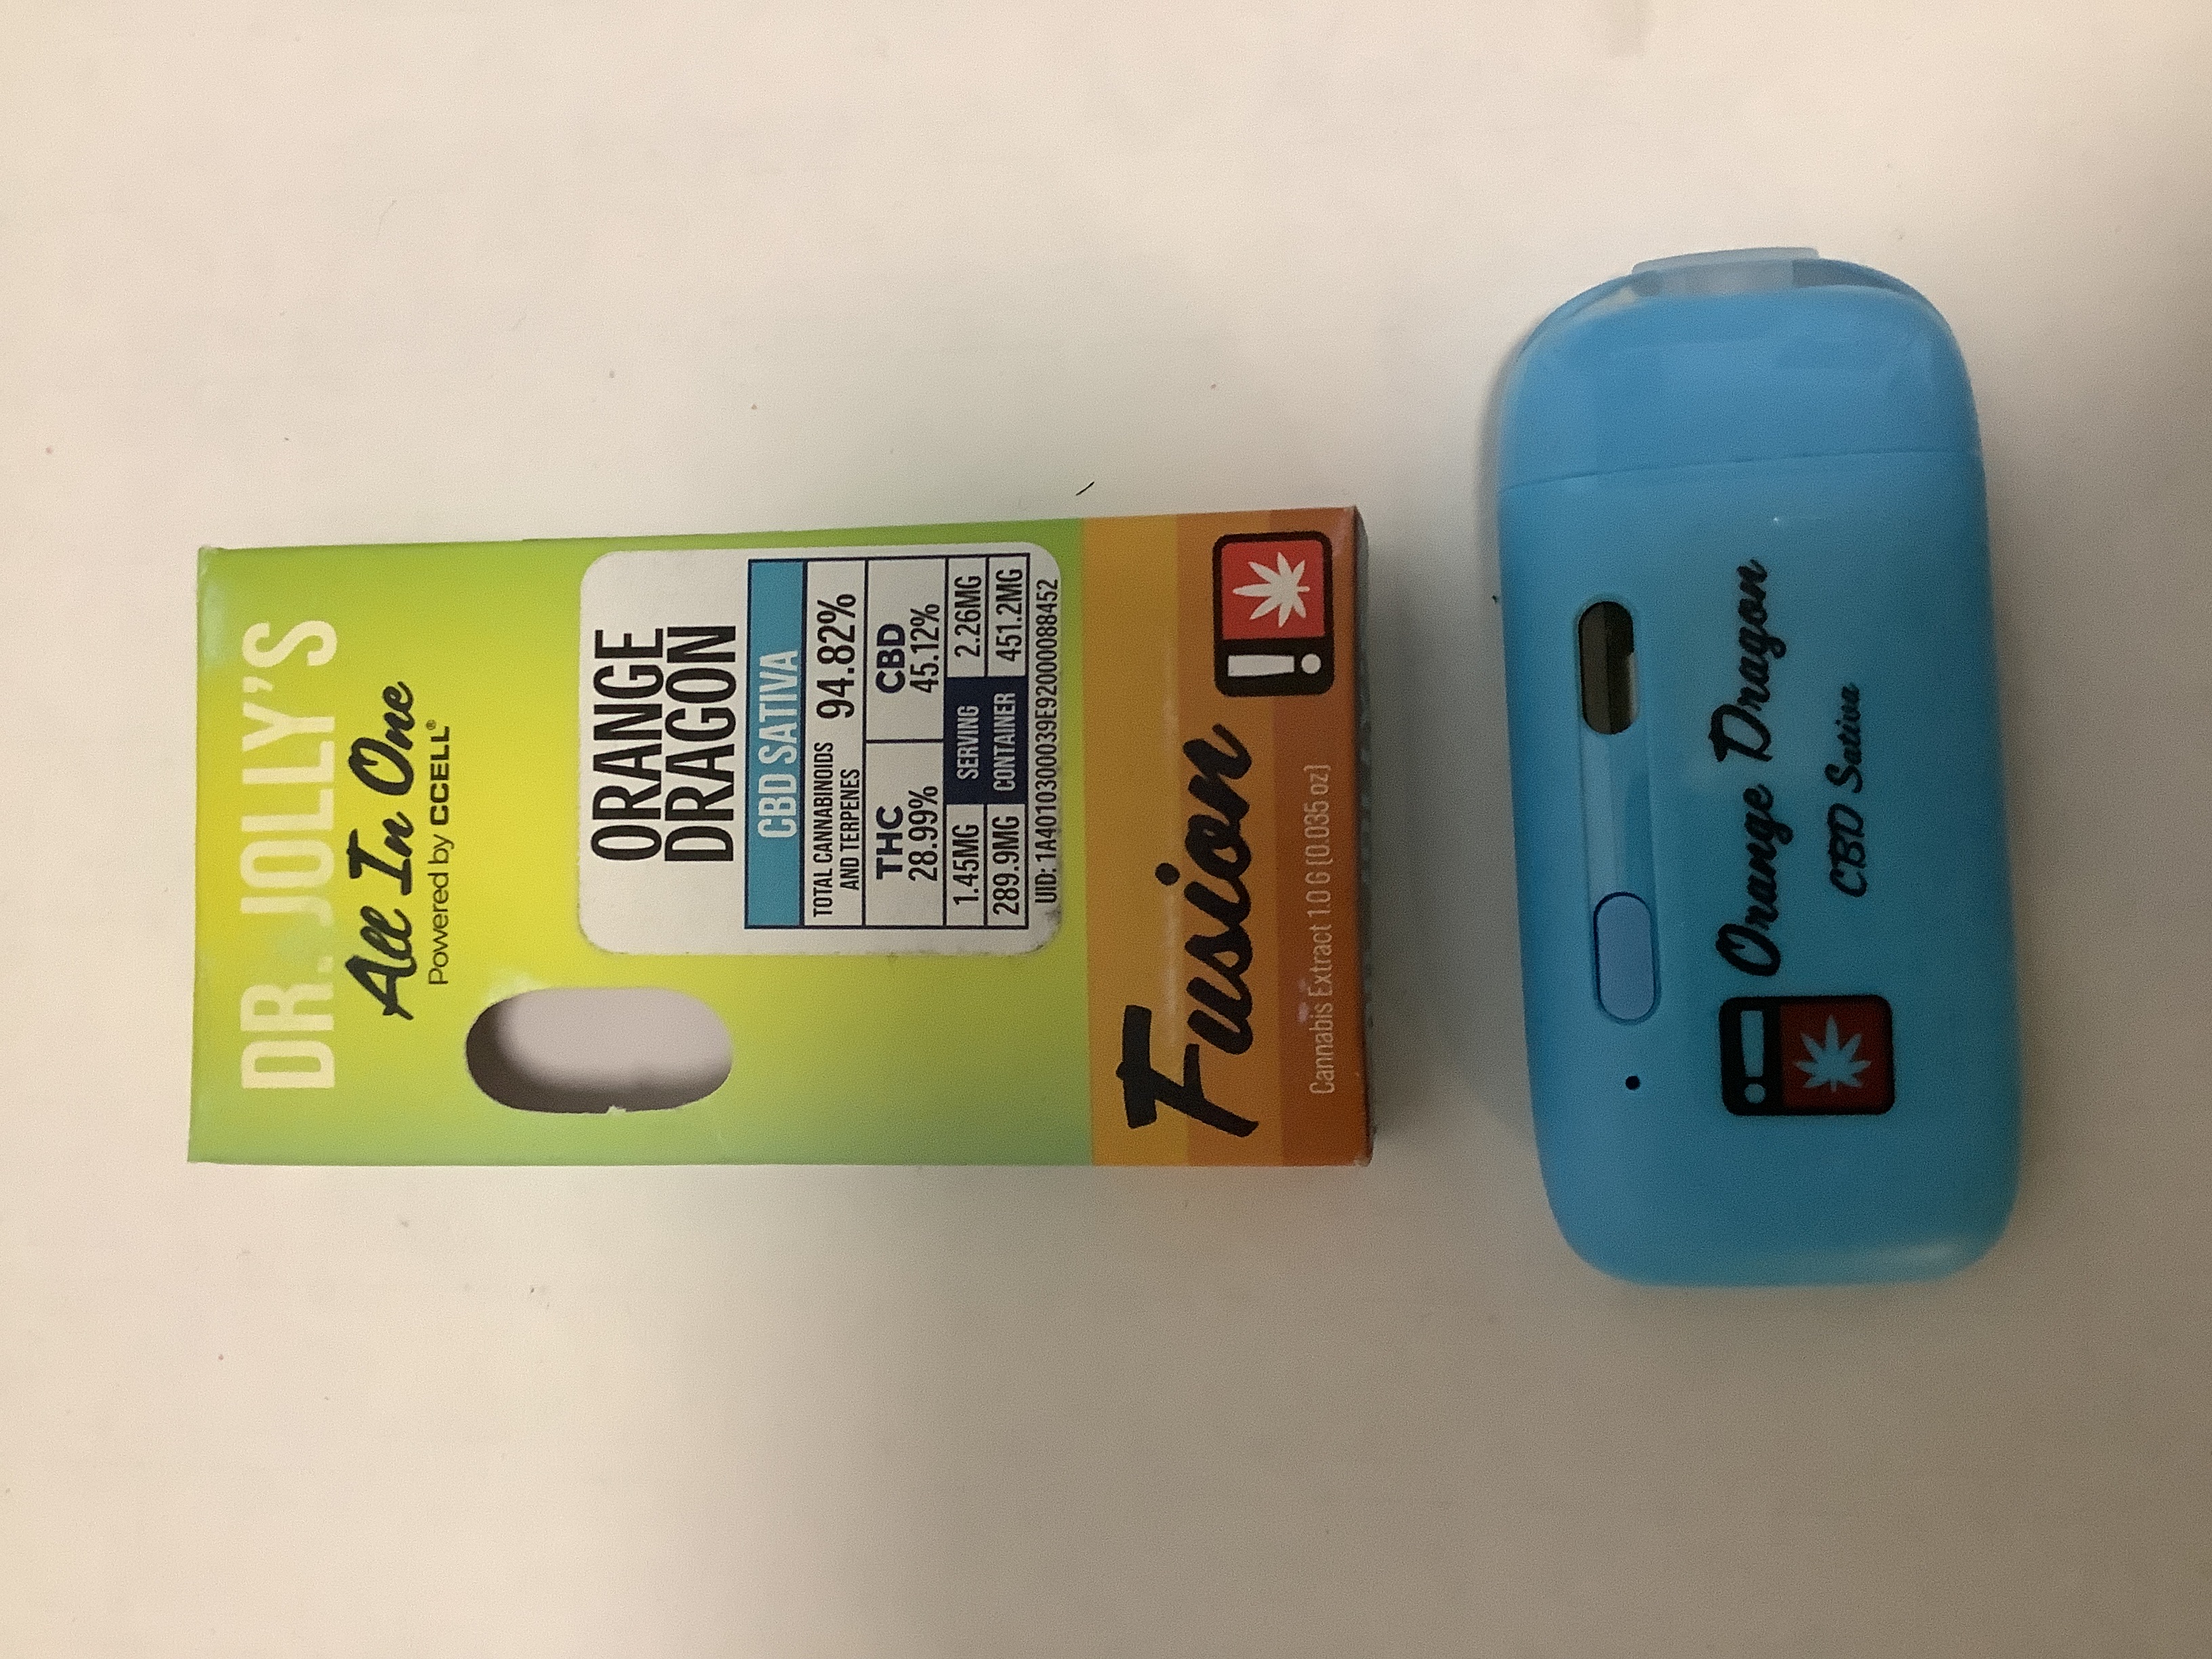 DR. JOLLY'S
All In One
Powered by CCELL®
ORANGE
DRAGON
CBD SATIVA
TOTAL CANNABINOIDS
AND TERPENES 94.82%
THC CBD
28.99% 45.12%
1.45MG SERVING 2.26MG
289.9MG CONTAINER 451.2MG
UID: 1A4010300039E92000088452
Fusion
!
Cannabis Extract 1.0 G (0.035 oz)
!
Orange Dragon
CBD Sativa